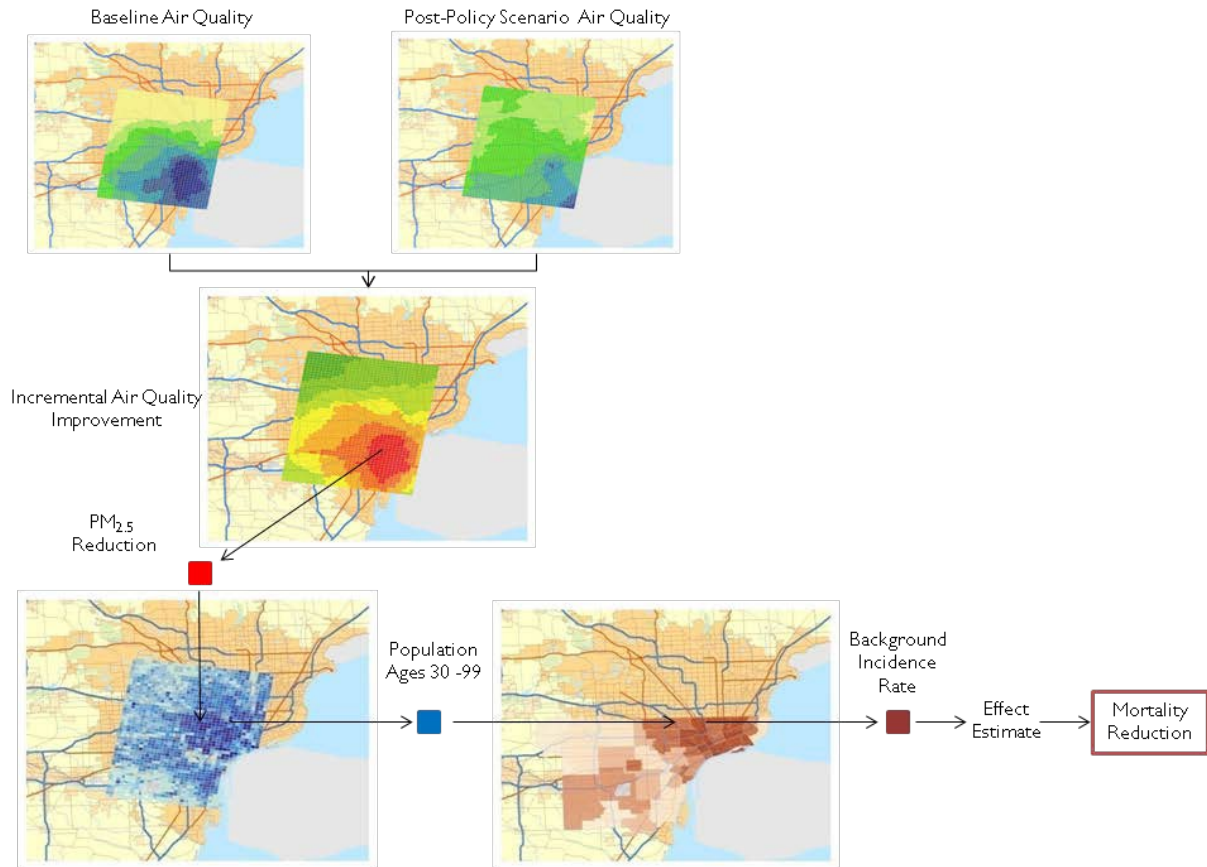 Baseline Air Quality
Post-Policy Scenario Air Quality
Incremental Air Quality
Improvement
PM2.5
Reduction
Population
Ages 30 -99
Background
Incidence
Rate
Effect
Estimate
Mortality
Reduction